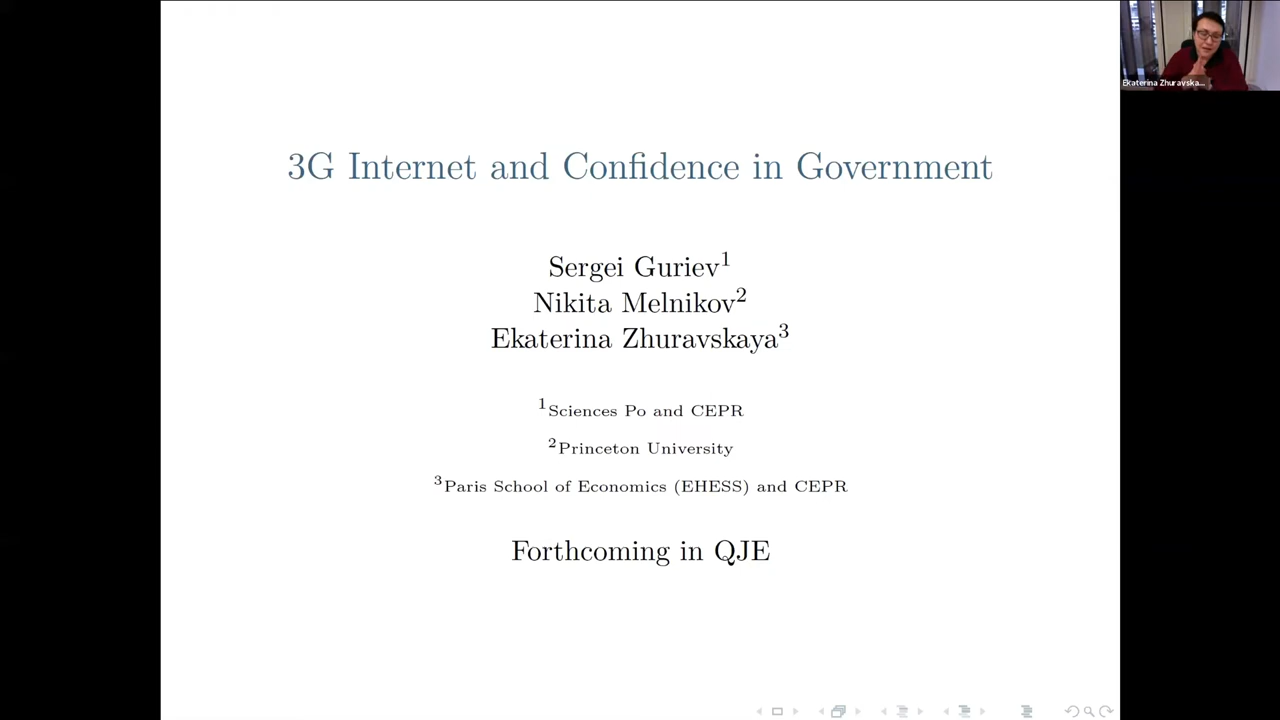 3G Internet and Confidence in Government
Sergei Guriev¹
Nikita Melnikov²
Ekaterina Zhuravskaya³
¹Sciences Po and CEPR
²Princeton University
³Paris School of Economics (EHESS) and CEPR
Forthcoming in QJE
Ekaterina Zhuravska...